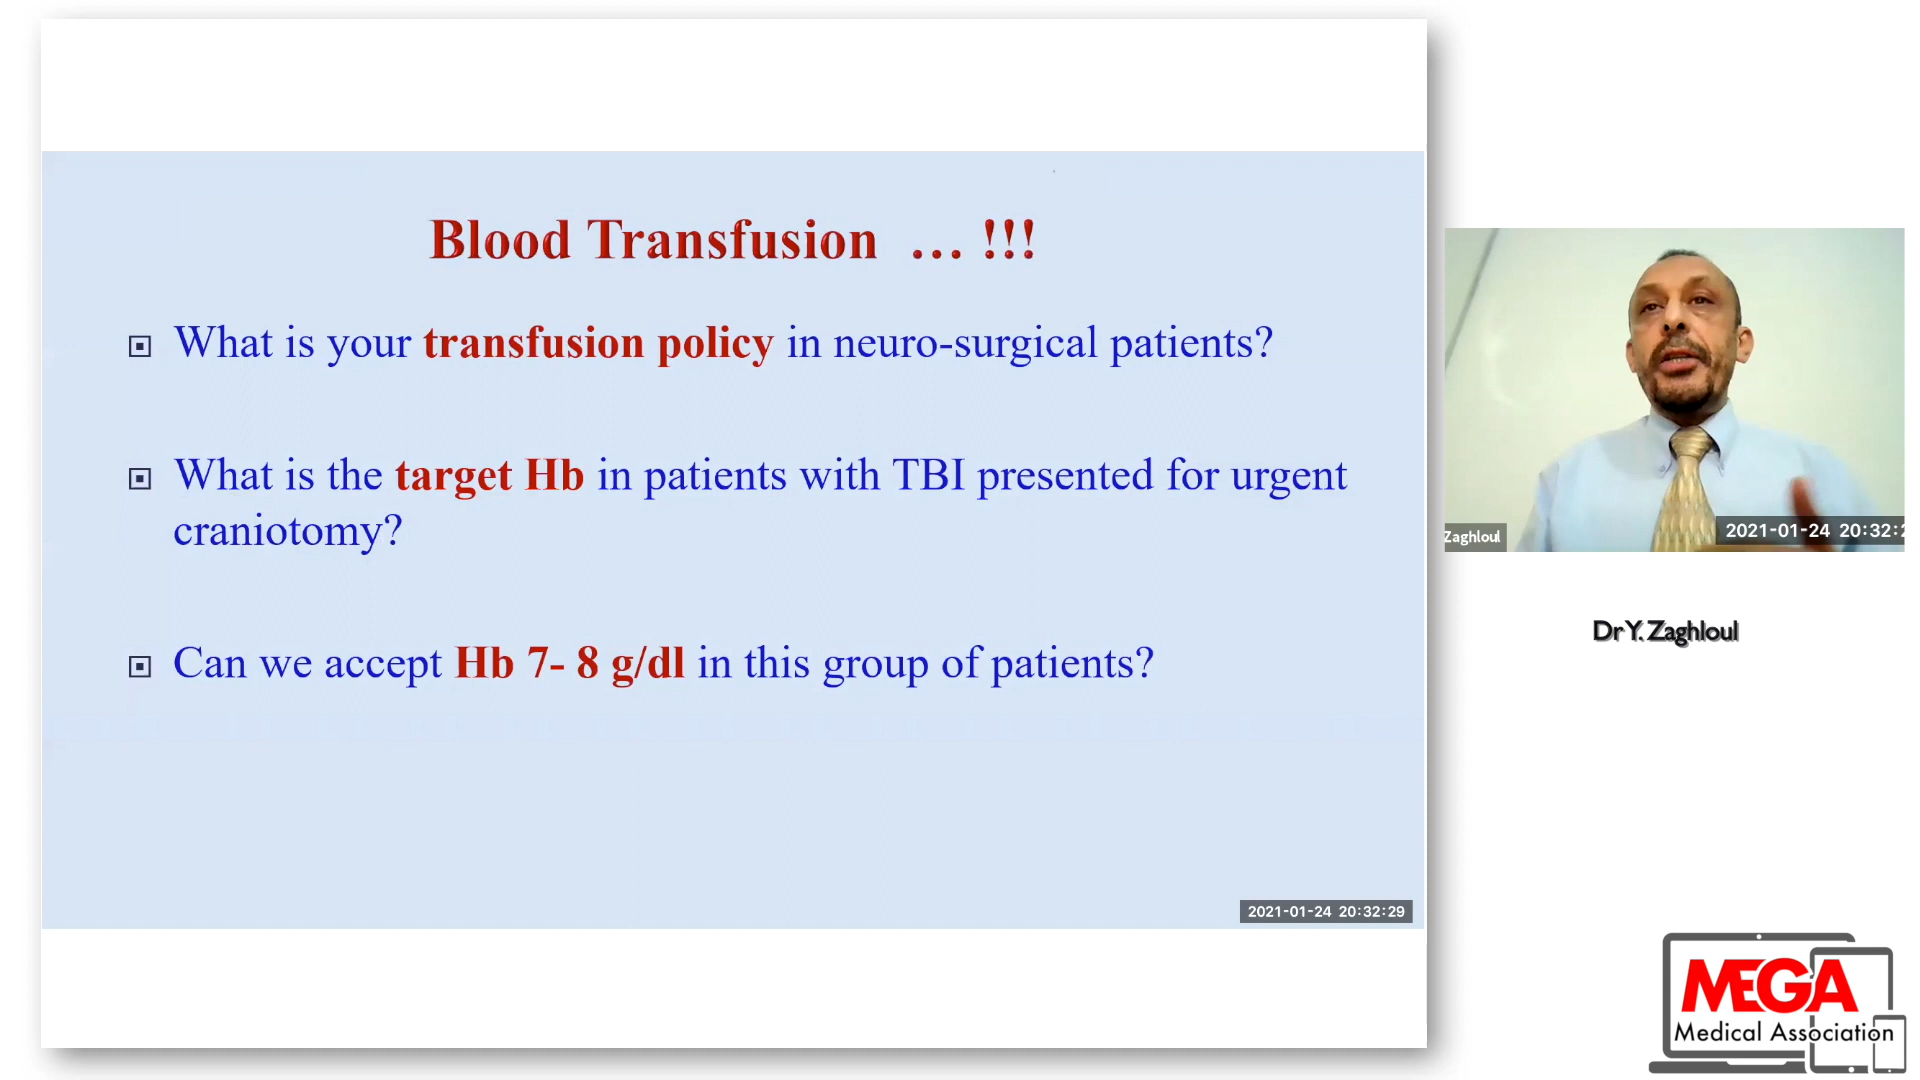 Blood Transfusion ... !!!
What is your transfusion policy in neuro-surgical patients?
What is the target Hb in patients with TBI presented for urgent
craniotomy?
Can we accept Hb 7- 8 g/dl in this group of patients?
2021-01-24 20:32:29
Zaghloul
2021-01-24 20:32:2
Dr Y. Zaghloul
MEGA
Medical Association